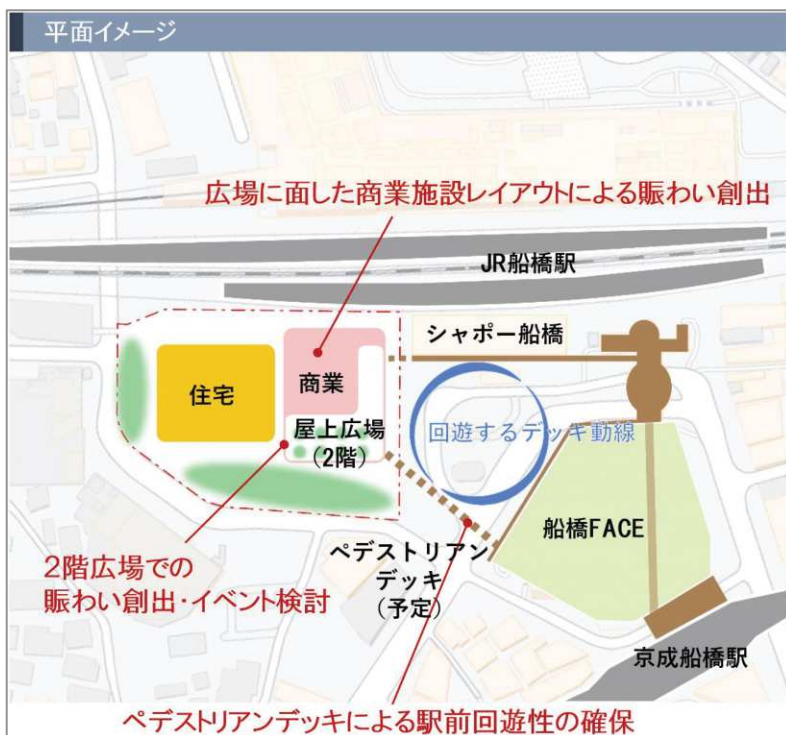 平面イメージ
広場に面した商業施設レイアウトによる賑わい創出
JR船橋駅
シャポー船橋
住宅
商業
屋上広場
(2階)
回遊するデッキ動線
船橋FACE
ペデストリアン
デッキ
(予定)
2階広場での
賑わい創出・イベント検討
京成船橋駅
ペデストリアンデッキによる駅前回遊性の確保